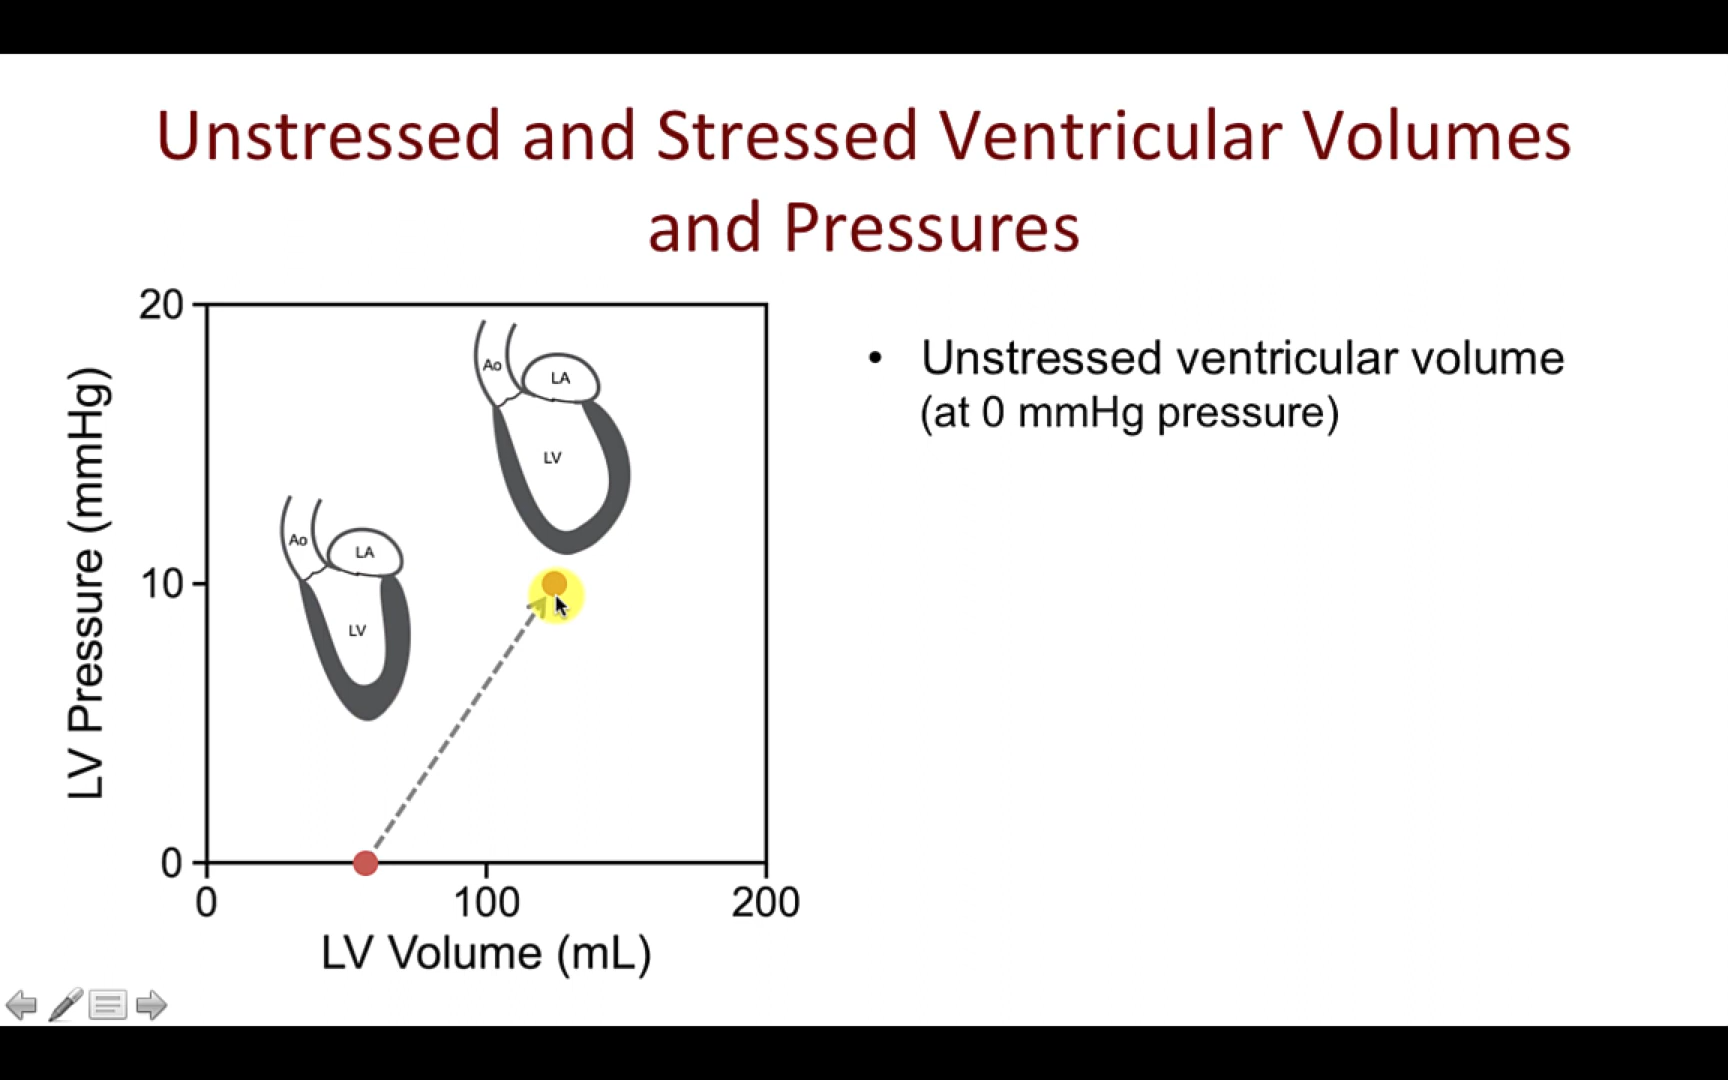 Unstressed and Stressed Ventricular Volumes
and Pressures
• Unstressed ventricular volume
(at 0 mmHg pressure)
LV Pressure (mmHg)
20
10
0
Ao
LA
LV
Ao
LA
LV
0 100 200
LV Volume (mL)